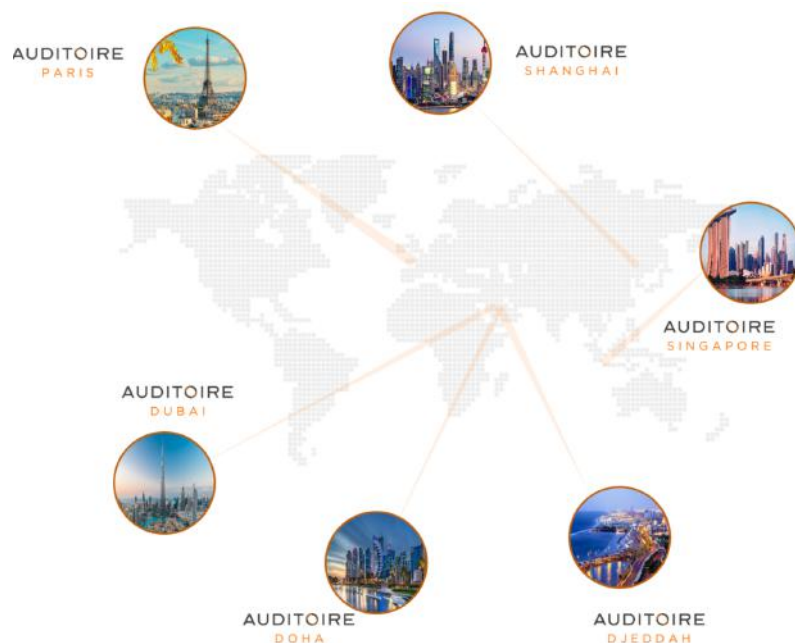 AUDITOIRE
PARIS
AUDITOIRE
SHANGHAI
AUDITOIRE
SINGAPORE
AUDITOIRE
DUBAI
AUDITOIRE
DOHA
AUDITOIRE
DJEDDAH